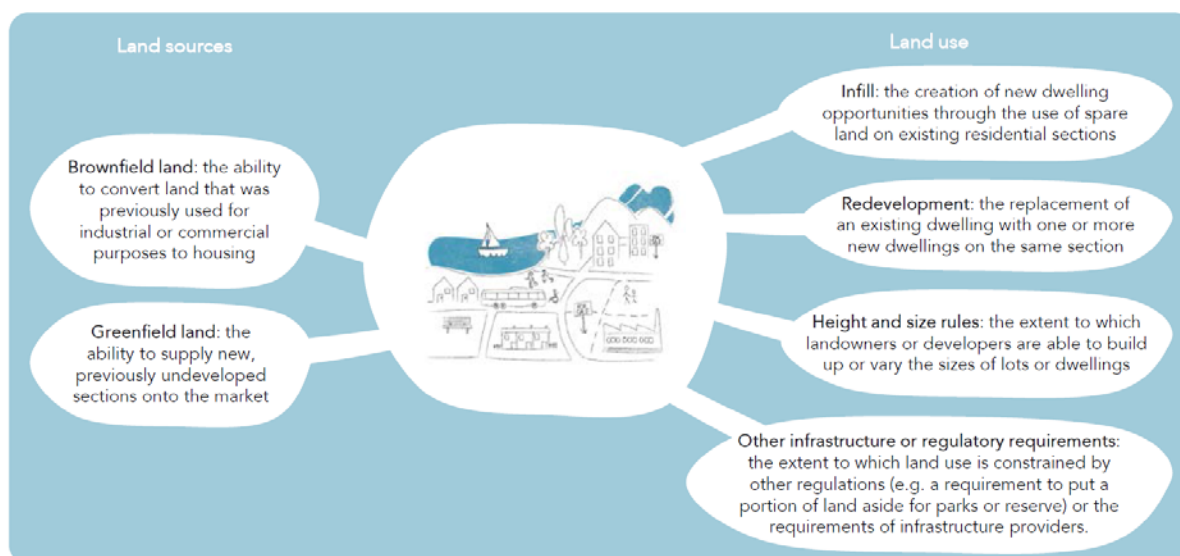 Land sources
Brownfield land: the ability
to convert land that was
previously used for
industrial or commercial
purposes to housing
Greenfield land: the
ability to supply new,
previously undeveloped
sections onto the market
Land use
Infill: the creation of new dwelling
opportunities through the use of spare
land on existing residential sections
Redevelopment: the replacement of
an existing dwelling with one or more
new dwellings on the same section
Height and size rules: the extent to which
landowners or developers are able to build
up or vary the sizes of lots or dwellings
Other infrastructure or regulatory requirements:
the extent to which land use is constrained by
other regulations (e.g. a requirement to put a
portion of land aside for parks or reserve) or the
requirements of infrastructure providers.